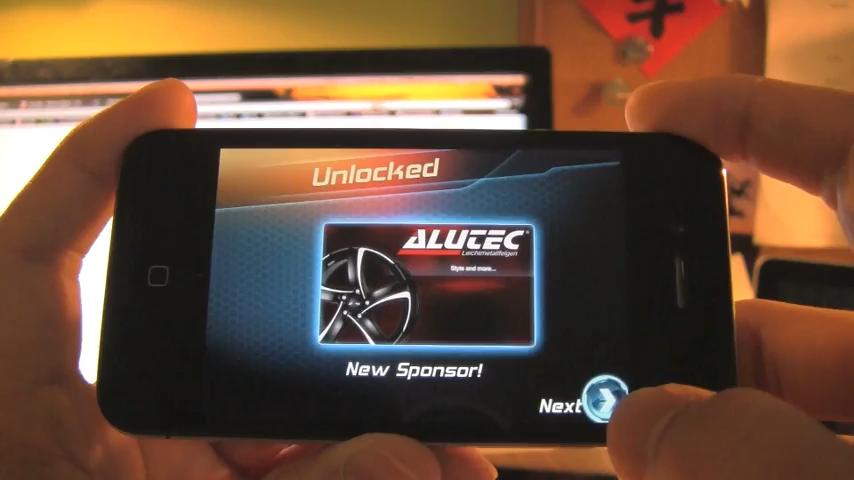 Unlocked
ALUTEC
Leichtmetallfelgen
Style and more...
New Sponsor!
Next